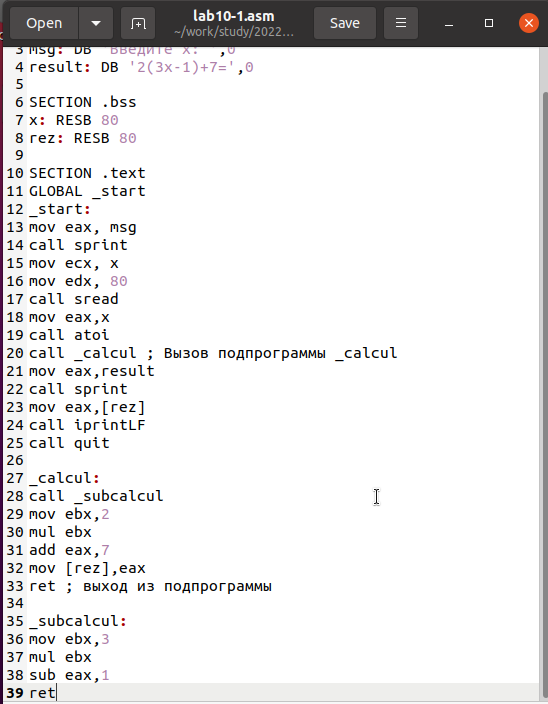 Open
lab10-1.asm
~/work/study/2022…
Save
3 msg: DB 'Введите x: ',0
4 result: DB '2(3x-1)+7=',0
5
6 SECTION .bss
7 x: RESB 80
8 rez: RESB 80
9
10 SECTION .text
11 GLOBAL _start
12 _start:
13 mov eax, msg
14 call sprint
15 mov ecx, x
16 mov edx, 80
17 call sread
18 mov eax,x
19 call atoi
20 call _calcul ; Вызов подпрограммы _calcul
21 mov eax,result
22 call sprint
23 mov eax,[rez]
24 call iprintLF
25 call quit
26
27 _calcul:
28 call _subcalcul
29 mov ebx,2
30 mul ebx
31 add eax,7
32 mov [rez],eax
33 ret ; выход из подпрограммы
34
35 _subcalcul:
36 mov ebx,3
37 mul ebx
38 sub eax,1
39 ret